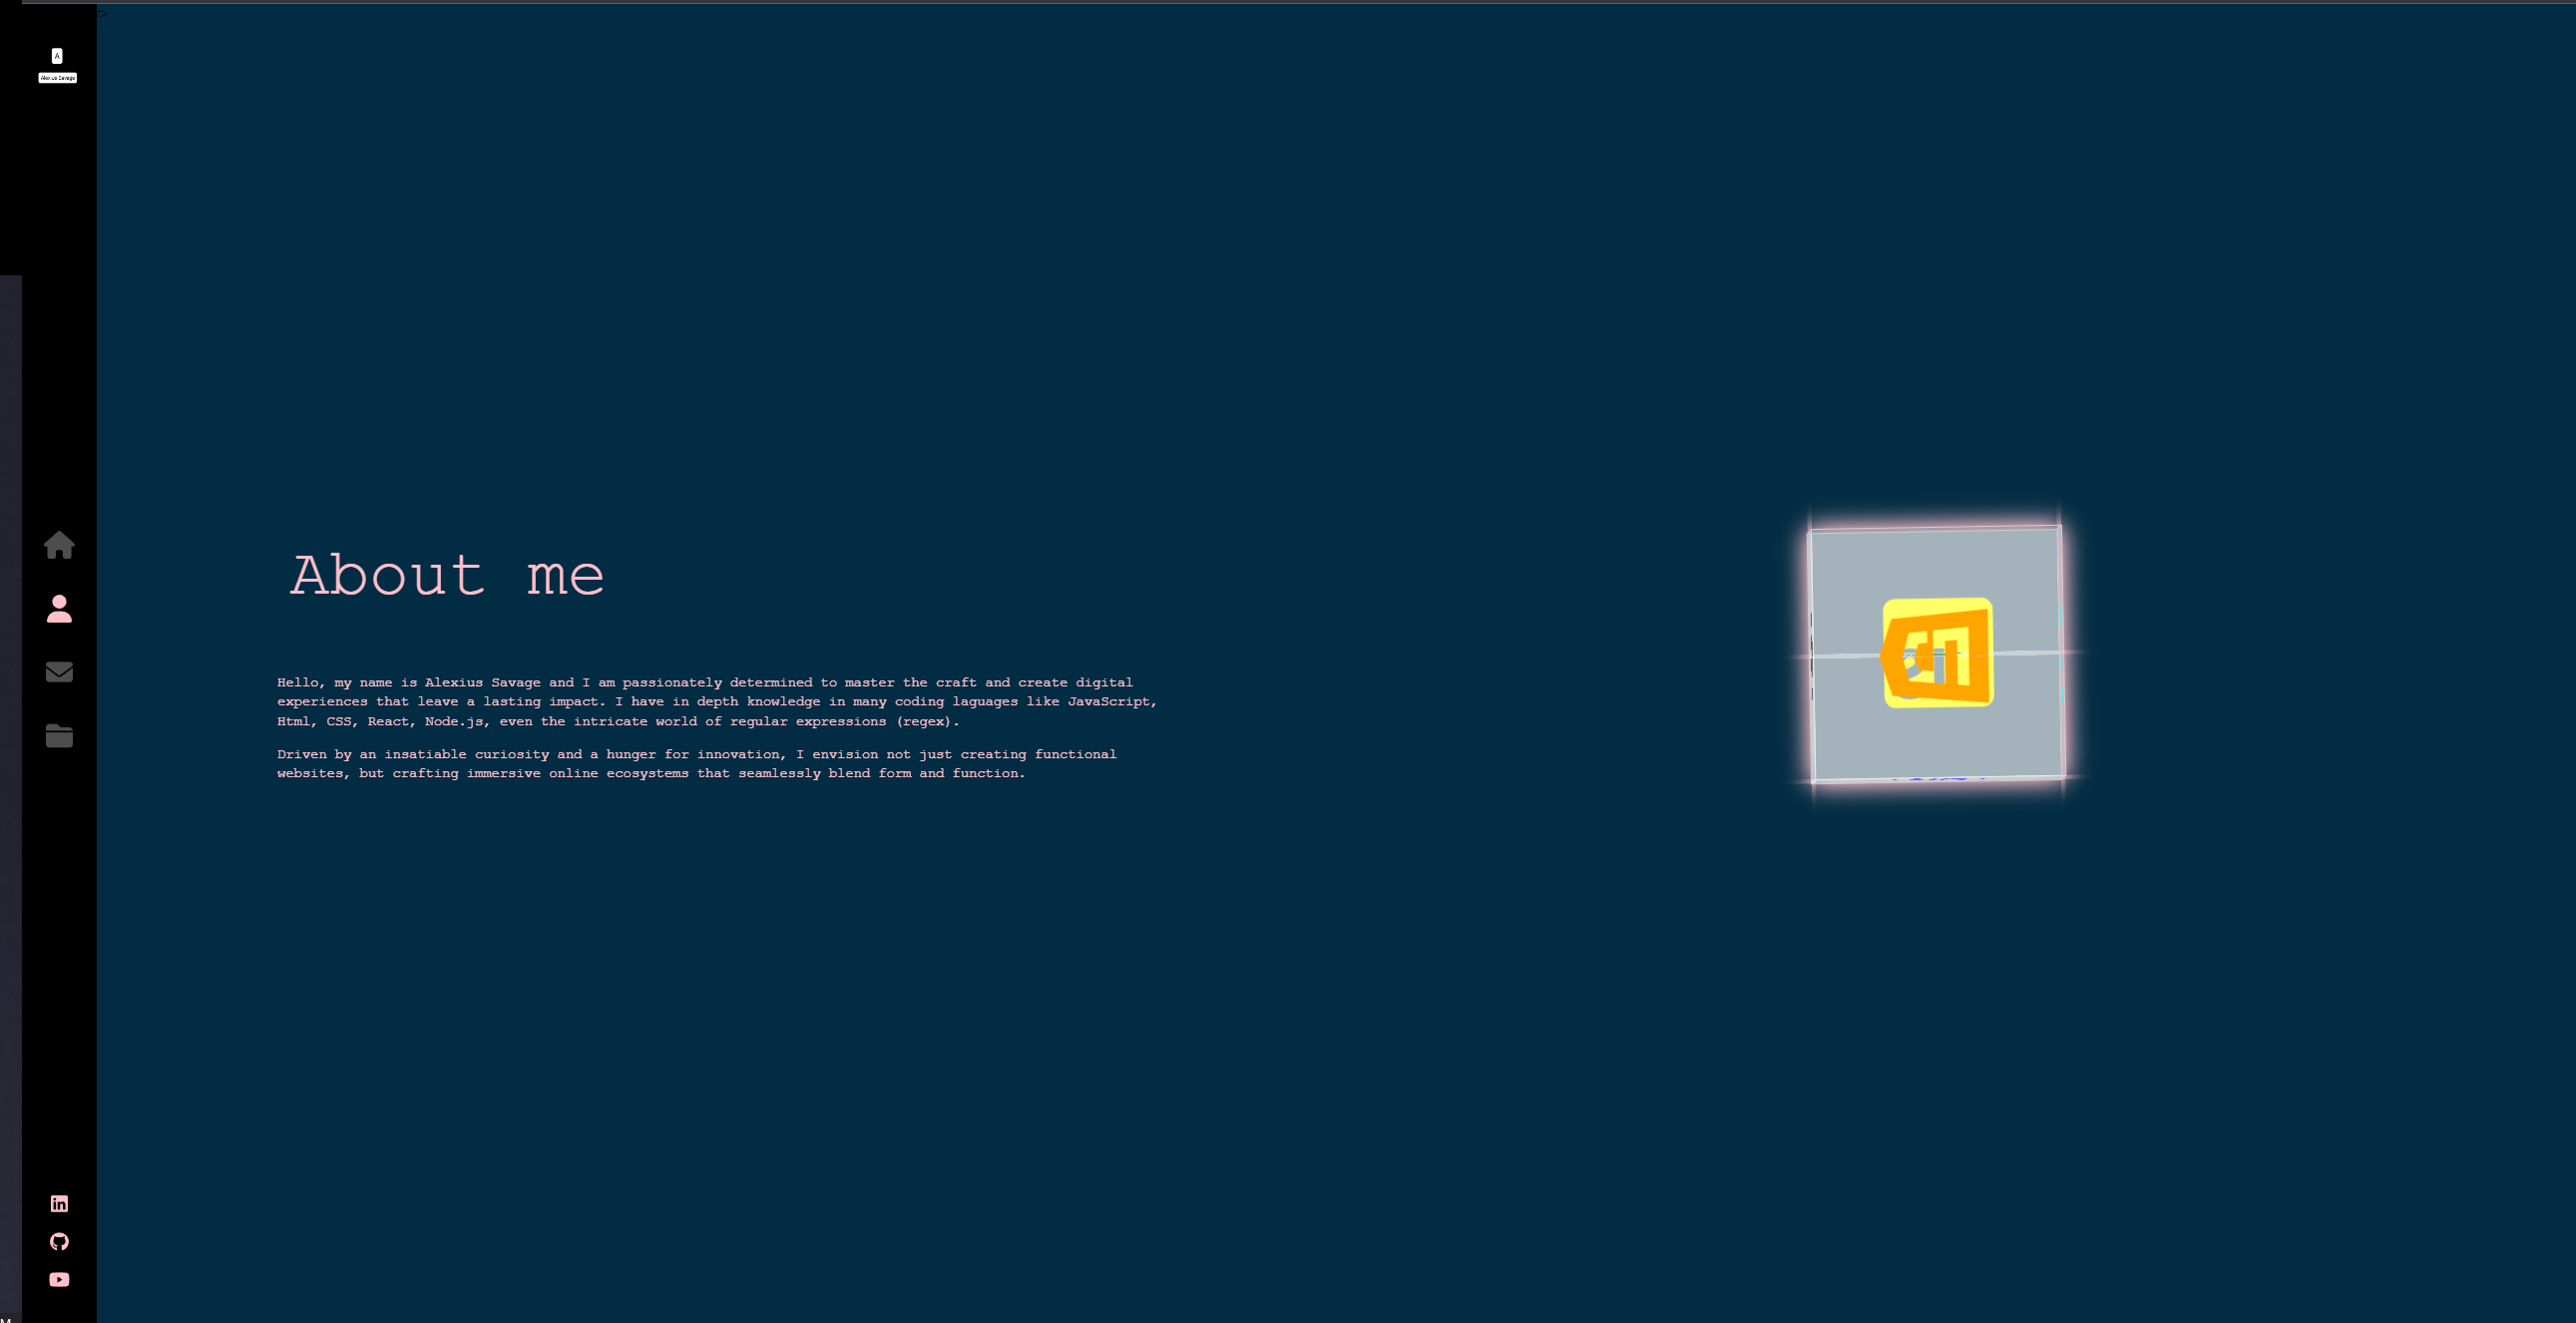 >
A
Alexius Savage
About me
Hello, my name is Alexius Savage and I am passionately determined to master the craft and create digital
experiences that leave a lasting impact. I have in depth knowledge in many coding laguages like JavaScript,
Html, CSS, React, Node.js, even the intricate world of regular expressions (regex).
Driven by an insatiable curiosity and a hunger for innovation, I envision not just creating functional
websites, but crafting immersive online ecosystems that seamlessly blend form and function.
in
M